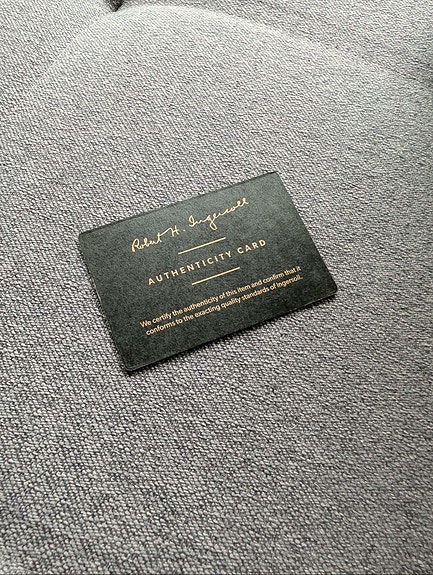 Robert H. Ingersoll
AUTHENTICITY CARD
We certify the authenticity of this item and confirm that it
conforms to the exacting quality standards of Ingersoll.